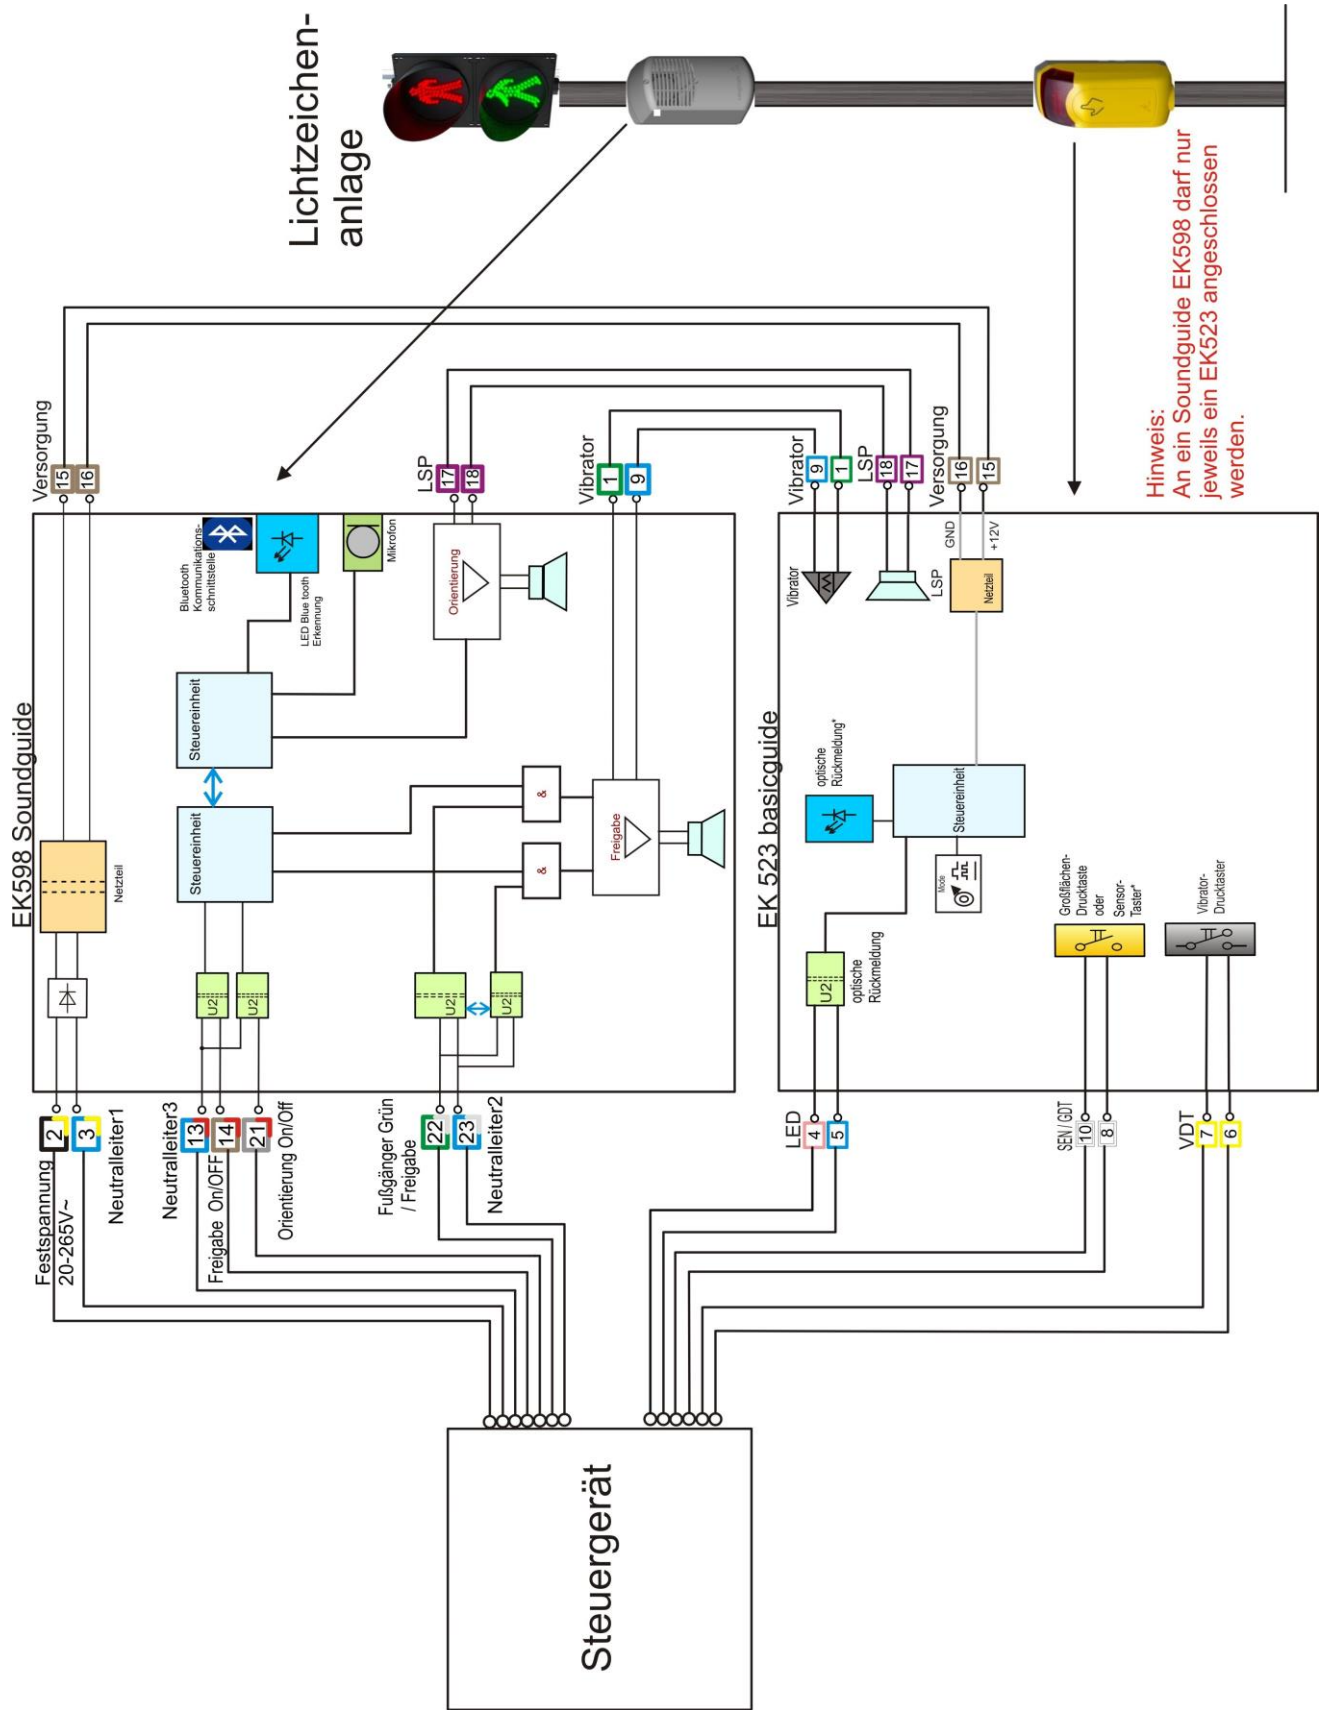 Lichtzeichen-
anlage
EK598 Soundguide
Festspannung
20-265V~
2
3
Neutralleiter1
Neutralleiter3
13
14
21
Freigabe On/OFF
Orientierung On/Off
Fußgänger Grün
/ Freigabe
22
23
Neutralleiter2
Netzteil
U2
U2
U2
U2
Steuereinheit
Steuereinheit
Bluetooth
Kommunikations-
schnittstelle
LED Blue tooth
Erkennung
Mikrofon
Orientierung
&
&
Freigabe
Versorgung
15
16
LSP
17
18
Vibrator
1
9
EK 523 basicguide
LED
4
5
SEN / GDT
10
8
VDT
7
6
U2
optische
Rückmeldung
optische
Rückmeldung*
Mode
Steuereinheit
Großflächen-
Drucktaste
oder
Sensor-
Taster*
Vibrator-
Drucktaster
Vibrator
LSP
Netzteil
GND
+12V
Vibrator
9
1
LSP
18
17
Versorgung
16
15
Hinweis:
An ein Soundguide EK598 darf nur
jeweils ein EK523 angeschlossen
werden.
Steuergerät